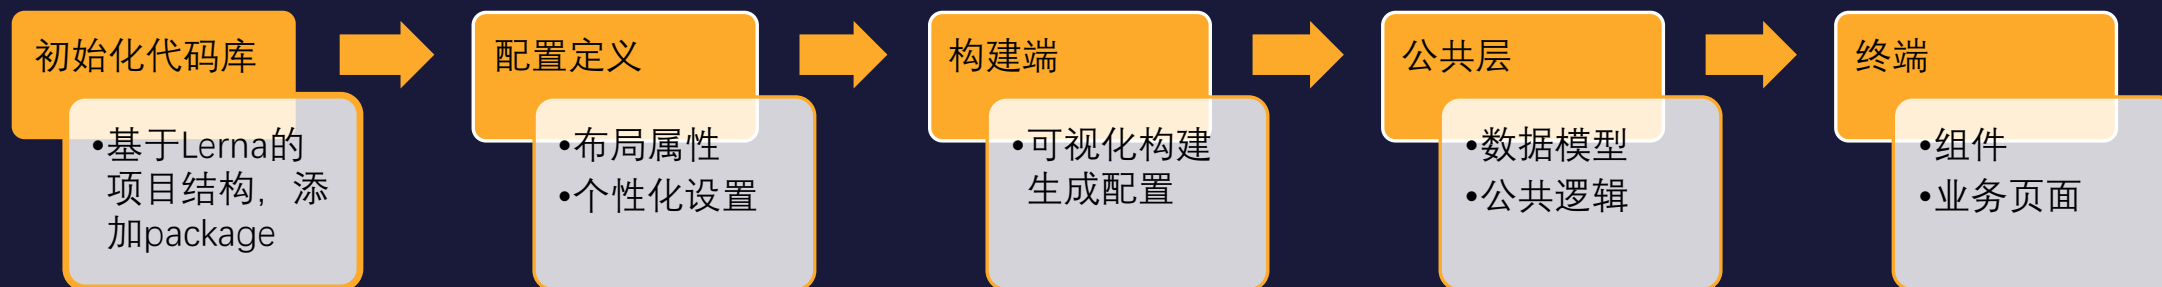 初始化代码库
•基于Lerna的
项目结构，添
加package
配置定义
•布局属性
•个性化设置
构建端
•可视化构建
生成配置
公共层
•数据模型
•公共逻辑
终端
•组件
•业务页面